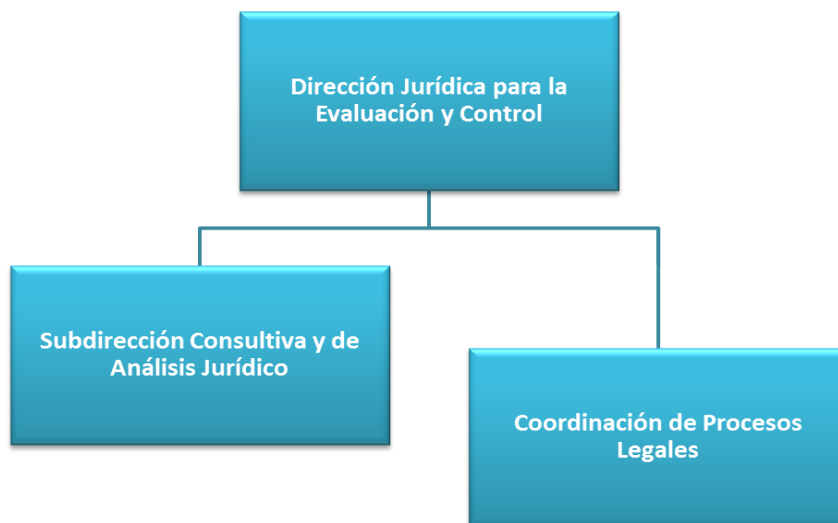 Dirección Jurídica para la
Evaluación y Control
Subdirección Consultiva y de
Análisis Jurídico
Coordinación de Procesos
Legales